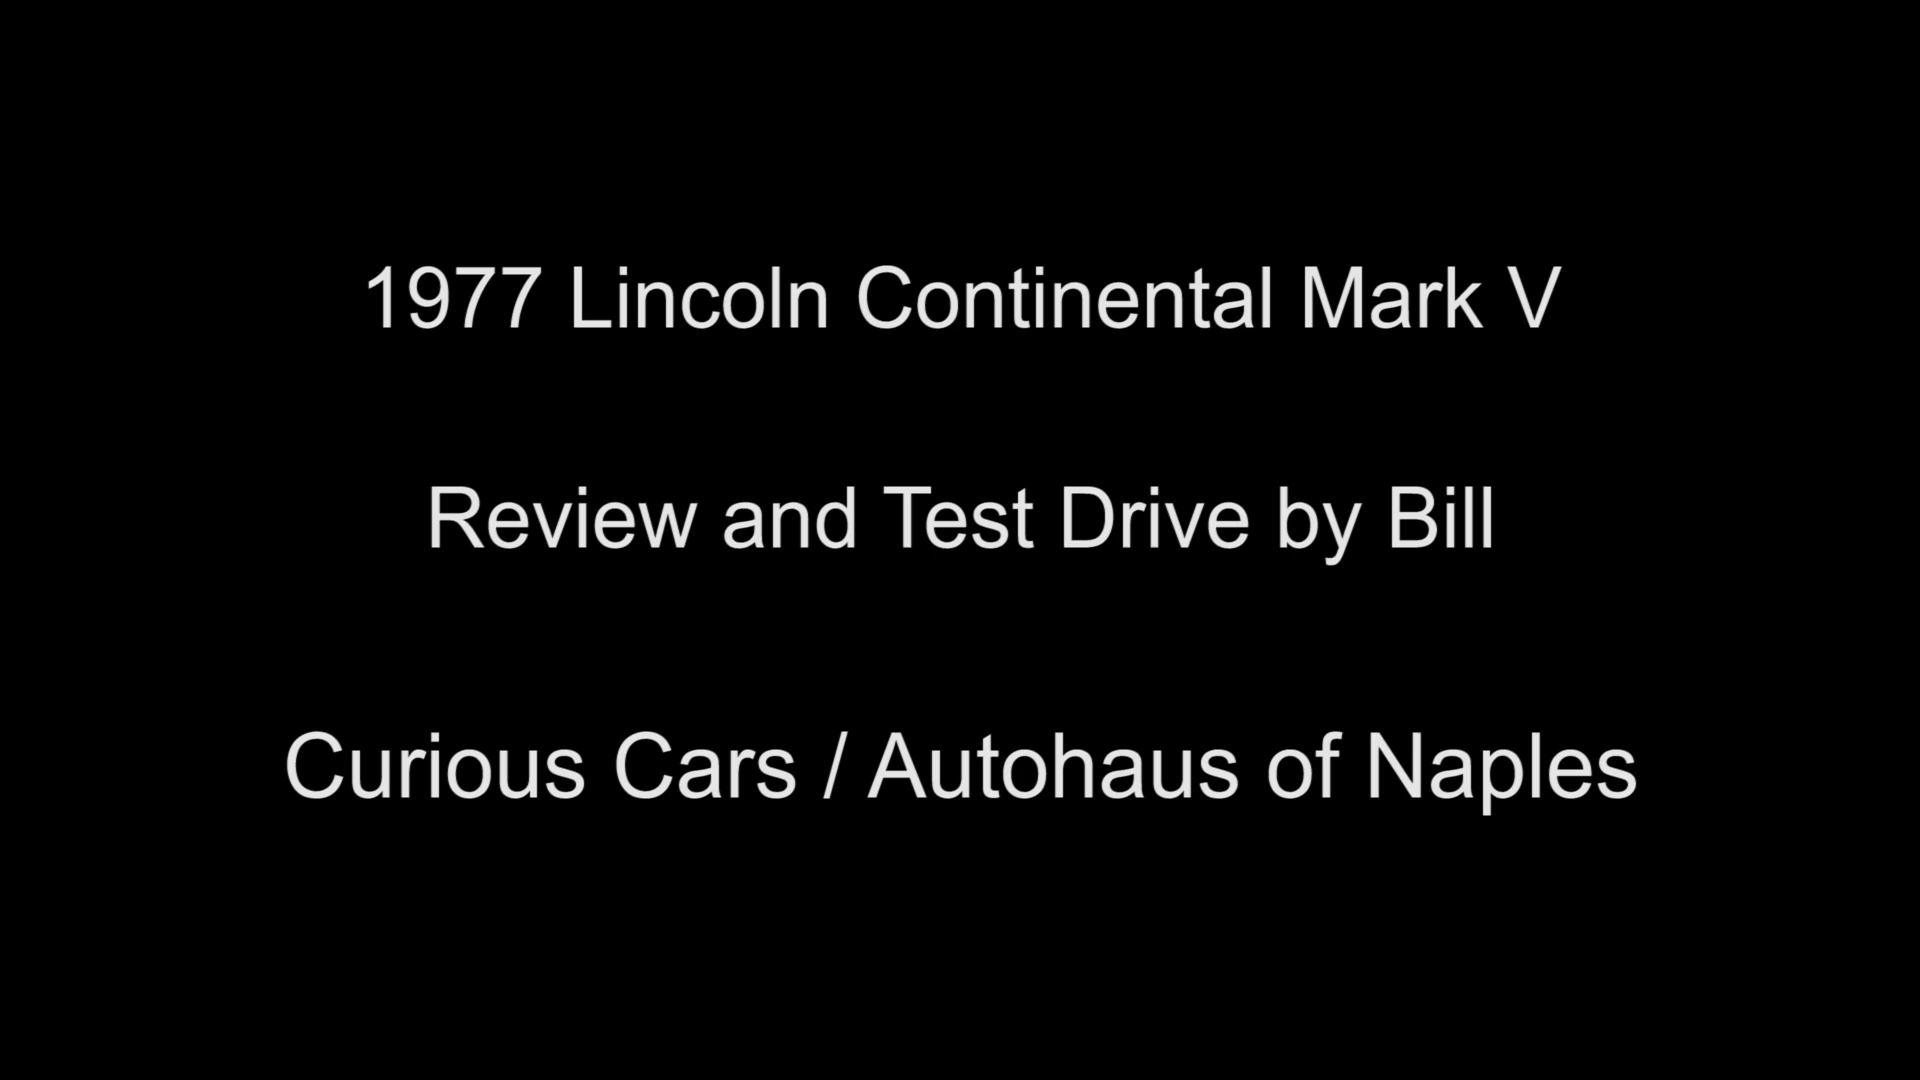 1977 Lincoln Continental Mark V
Review and Test Drive by Bill
Curious Cars / Autohaus of Naples